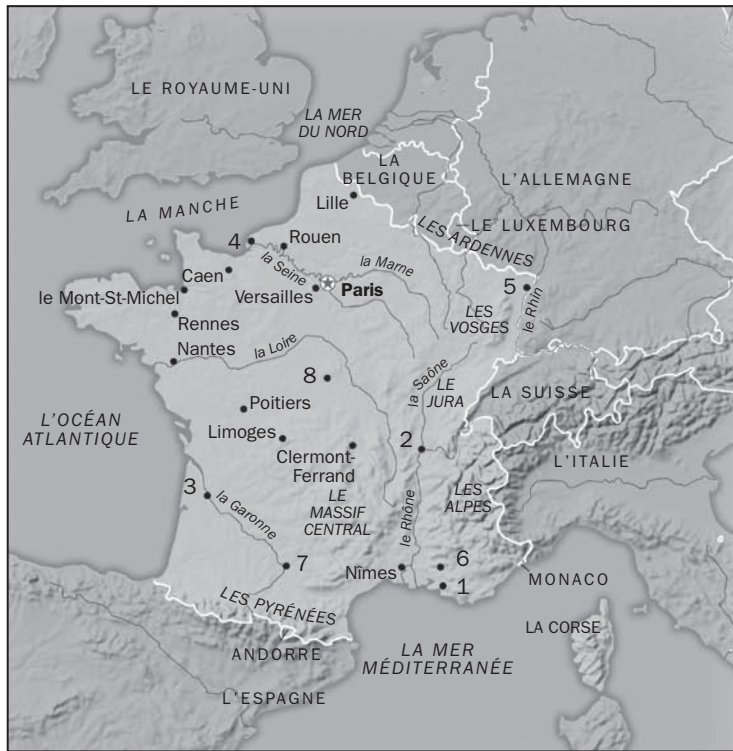 LE ROYAUME-UNI
LA MER
DU NORD
LA
BELGIQUE
L'ALLEMAGNE
Lille
LA MANCHE
LE LUXEMBOURG
LES ARDENNES
4
Rouen
la Seine
la Marne
Caen
le Mont-St-Michel
Versailles
Paris
5
le Rhin
LES
VOSGES
Rennes
Nantes
la Loire
8
la Saône
LE
JURA
LA SUISSE
Poitiers
L'OCÉAN
ATLANTIQUE
Limoges
2
Clermont-
Ferrand
L'ITALIE
3
la Garonne
LE
MASSIF
CENTRAL
le Rhône
LES
ALPES
7
Nîmes
6
1
MONACO
LES PYRÉNÉES
LA CORSE
ANDORRE
LA MER
MÉDITERRANÉE
L'ESPAGNE